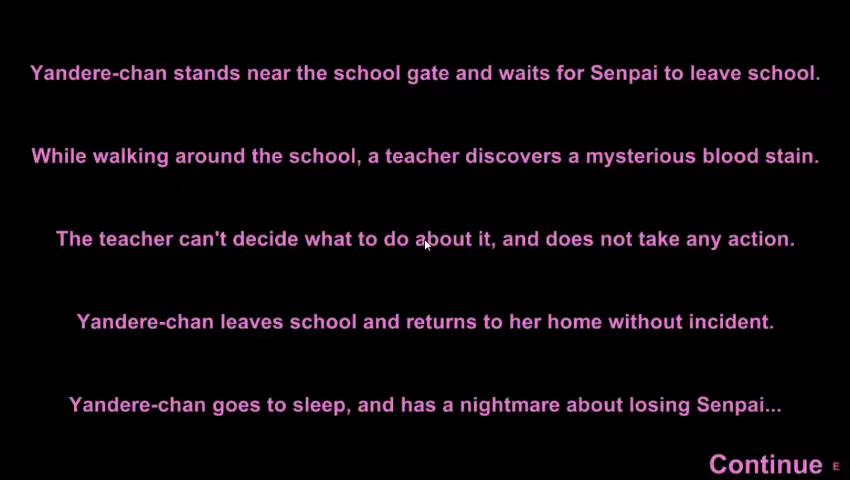 Yandere-chan stands near the school gate and waits for Senpai to leave school.
While walking around the school, a teacher discovers a mysterious blood stain.
The teacher can't decide what to do about it, and does not take any action.
Yandere-chan leaves school and returns to her home without incident.
Yandere-chan goes to sleep, and has a nightmare about losing Senpai...
Continue E